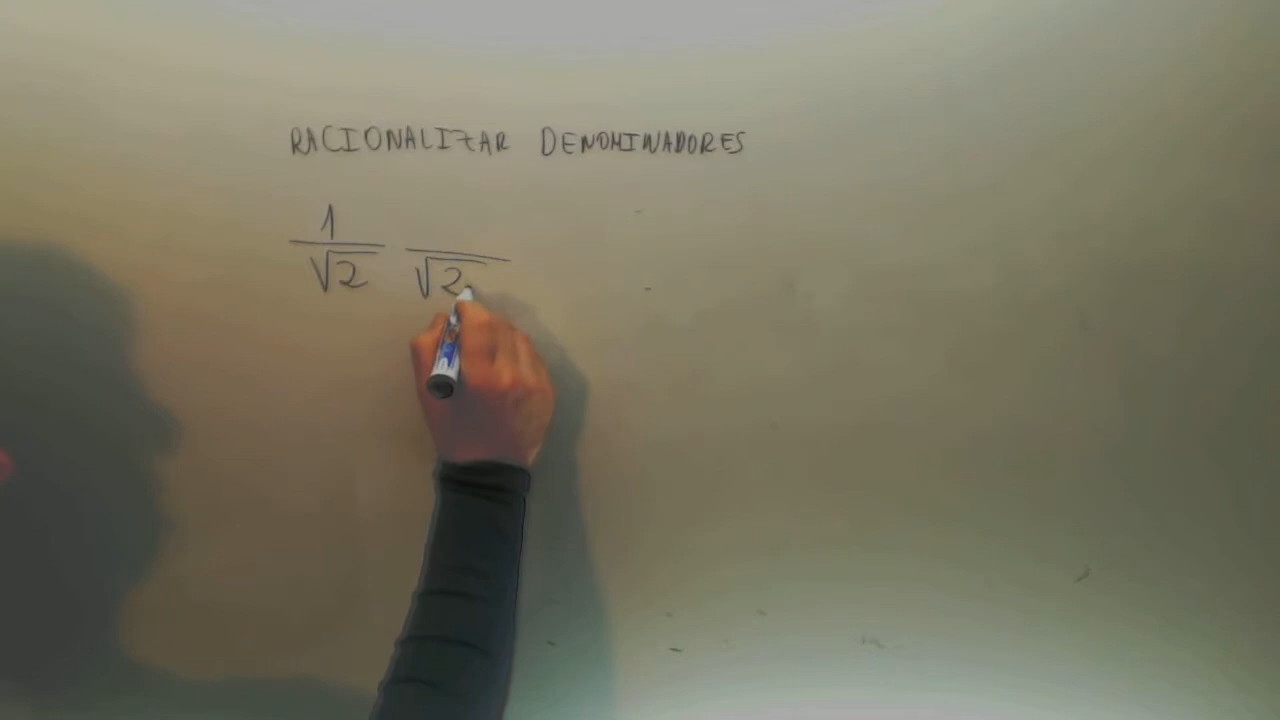 RACIONALIZAR DENOMINADORES
1
√2 √2